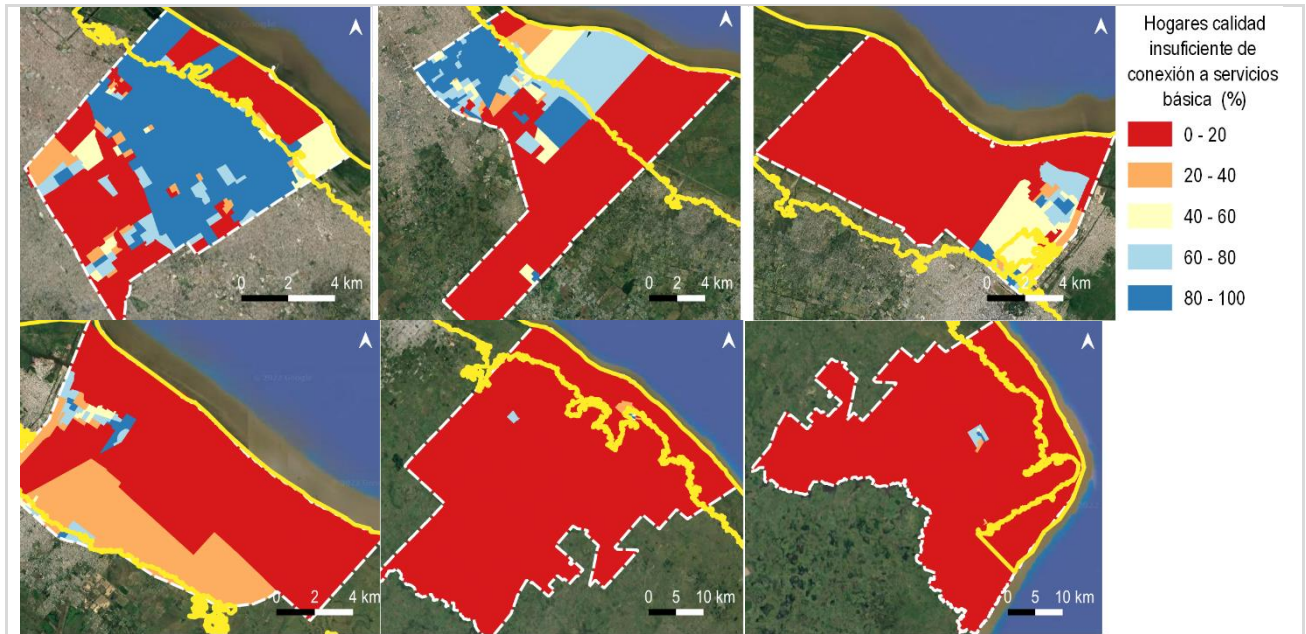 Hogares calidad
insuficiente de
conexión a servicios
básica (%)
0 - 20
20 - 40
40 - 60
60 - 80
80 - 100
0 2 4 km
0 2 4 km
0 2 4 km
0 2 4 km
0 5 10 km
0 5 10 km